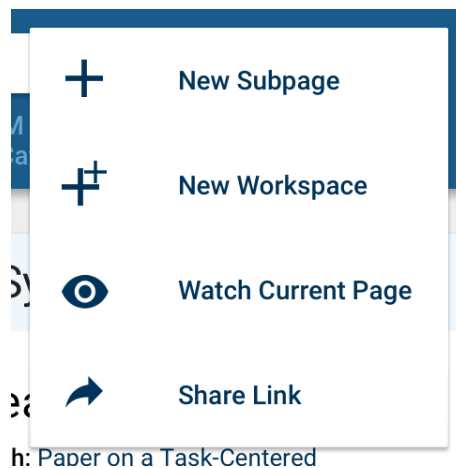 New Subpage
New Workspace
Watch Current Page
Share Link
h: Paper on a Task-Centered